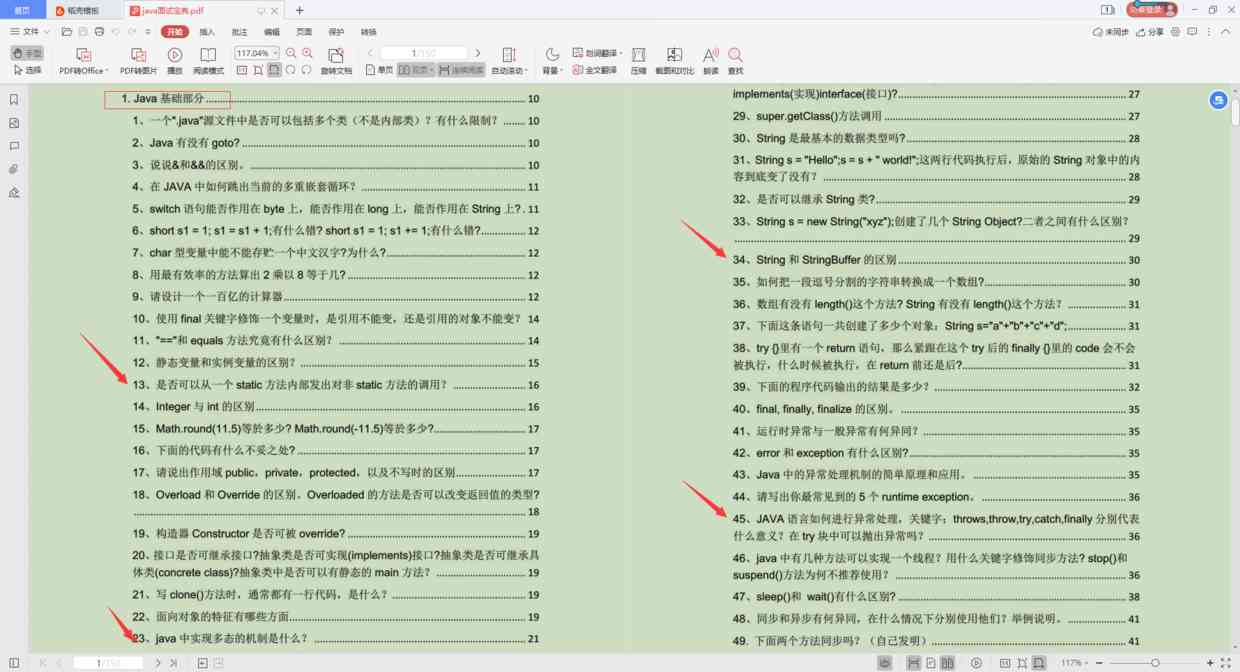 首页
稻壳模板
java面试宝典.pdf
文件
开始
插入
批注
编辑
页面
保护
转换
未同步
分享
手型
选择
PDF转Office
PDF转图片
播放
阅读模式
117.04%
旋转文档
1/150
单页
双页
连续阅读
自动滚动
背景
划词翻译
全文翻译
压缩
截图和对比
朗读
查找
1. Java 基础部分 10
1、一个".java"源文件中是否可以包括多个类（不是内部类）？有什么限制？ 10
2、Java 有没有 goto? 10
3、说说&和&&的区别。 10
4、在 JAVA 中如何跳出当前的多重嵌套循环？ 11
5、switch 语句能否作用在 byte 上，能否作用在 long 上，能否作用在 String 上?. 11
6、short s1 = 1; s1 = s1 + 1;有什么错? short s1 = 1; s1 += 1;有什么错? 12
7、char 型变量中能不能存贮一个中文汉字?为什么? 12
8、用最有效率的方法算出 2 乘以 8 等于几? 12
9、请设计一个一百亿的计算器 12
10、使用 final 关键字修饰一个变量时，是引用不能变，还是引用的对象不能变？ 14
11、"=="和 equals 方法究竟有什么区别？ 14
12、静态变量和实例变量的区别？ 15
13、是否可以从一个 static 方法内部发出对非 static 方法的调用？ 16
14、Integer 与 int 的区别 16
15、Math.round(11.5)等於多少? Math.round(-11.5)等於多少? 17
16、下面的代码有什么不妥之处? 17
17、请说出作用域 public，private，protected，以及不写时的区别 17
18、Overload 和 Override 的区别。Overloaded 的方法是否可以改变返回值的类型?
18
19、构造器 Constructor 是否可被 override? 19
20、接口是否可继承接口?抽象类是否可实现(implements)接口?抽象类是否可继承具
体类(concrete class)?抽象类中是否可以有静态的 main 方法？ 19
21、写 clone()方法时，通常都有一行代码，是什么？ 19
22、面向对象的特征有哪些方面 19
23、java 中实现多态的机制是什么？ 21
implements(实现)interface(接口)? 27
29、super.getClass()方法调用 27
30、String 是最基本的数据类型吗? 28
31、String s = "Hello";s = s + " world!";这两行代码执行后，原始的 String 对象中的内
容到底变了没有？ 28
32、是否可以继承 String 类? 29
33、String s = new String("xyz");创建了几个 String Object?二者之间有什么区别？
29
34、String 和 StringBuffer 的区别 30
35、如何把一段逗号分割的字符串转换成一个数组? 30
36、数组有没有 length()这个方法? String 有没有 length()这个方法？ 31
37、下面这条语句一共创建了多少个对象：String s="a"+"b"+"c"+"d"; 31
38、try {}里有一个 return 语句，那么紧跟在这个 try 后的 finally {}里的 code 会不会
被执行，什么时候被执行，在 return 前还是后? 31
39、下面的程序代码输出的结果是多少？ 32
40、final, finally, finalize 的区别。 35
41、运行时异常与一般异常有何异同？ 35
42、error 和 exception 有什么区别? 35
43、Java 中的异常处理机制的简单原理和应用。 35
44、请写出你最常见到的 5 个 runtime exception。 36
45、JAVA 语言如何进行异常处理，关键字：throws,throw,try,catch,finally 分别代表
什么意义？在 try 块中可以抛出异常吗？ 36
46、java 中有几种方法可以实现一个线程？用什么关键字修饰同步方法? stop()和
suspend()方法为何不推荐使用？ 36
47、sleep()和 wait()有什么区别? 38
48、同步和异步有何异同，在什么情况下分别使用他们？举例说明。 41
49. 下面两个方法同步吗？（自己发明） 41
1/150
117%